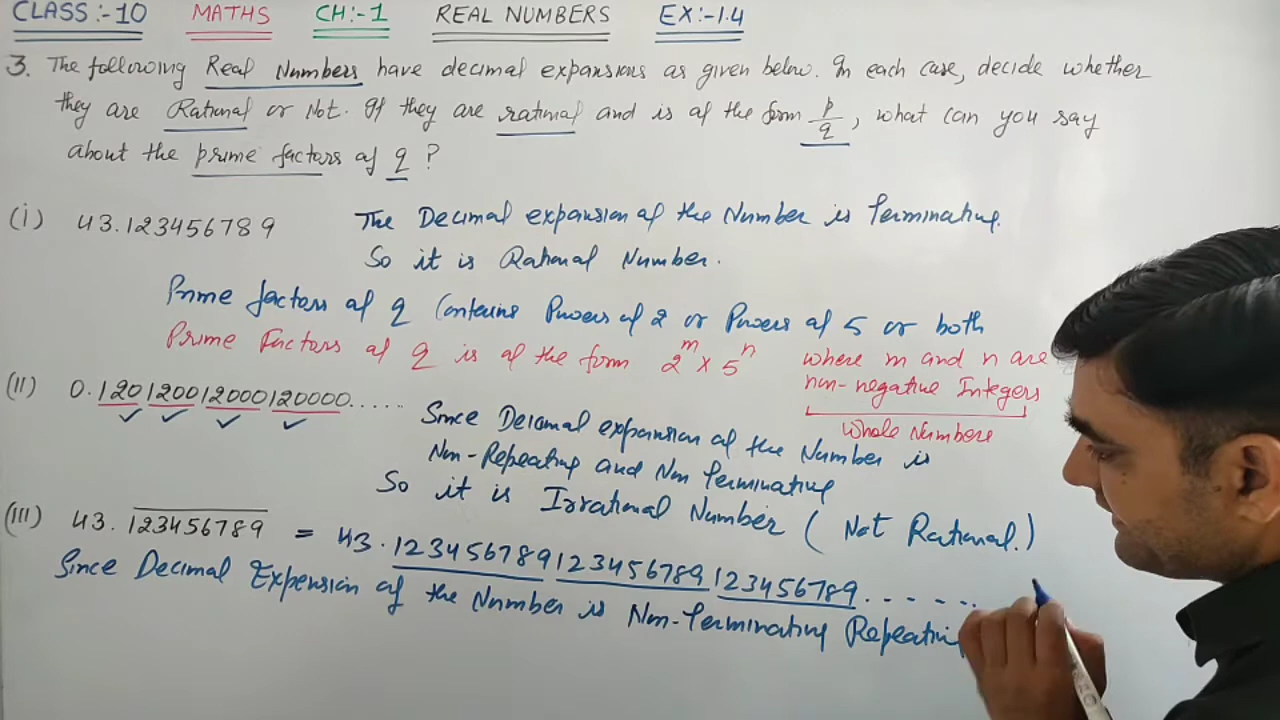 CLASS :- 10 MATHS CH:-1 REAL NUMBERS EX:-1.4
3. The following Real Numbers have decimal expansions as given below. In each case, decide whether
they are Rational or Not. If they are rational and is of the form p/q, what can you say
about the prime factors of q ?
(i) 43.123456789 The Decimal expansion of the Number is Terminating.
So it is Rational Number.
Prime factors of q Contains Powers of 2 or Powers of 5 or both
Prime Factors of q is of the form 2^m × 5^n where m and n are
non-negative Integers
Whole Numbers
(II) 0.120120012000120000..... Since Decimal expansion of the Number is
Non-Repeating and Non Terminating
So it is Irrational Number ( Not Rational.)
(III) 43.\overline{123456789} = 43.123456789123456789123456789......
Since Decimal Expension of the Number is Non-Terminating Repeatin